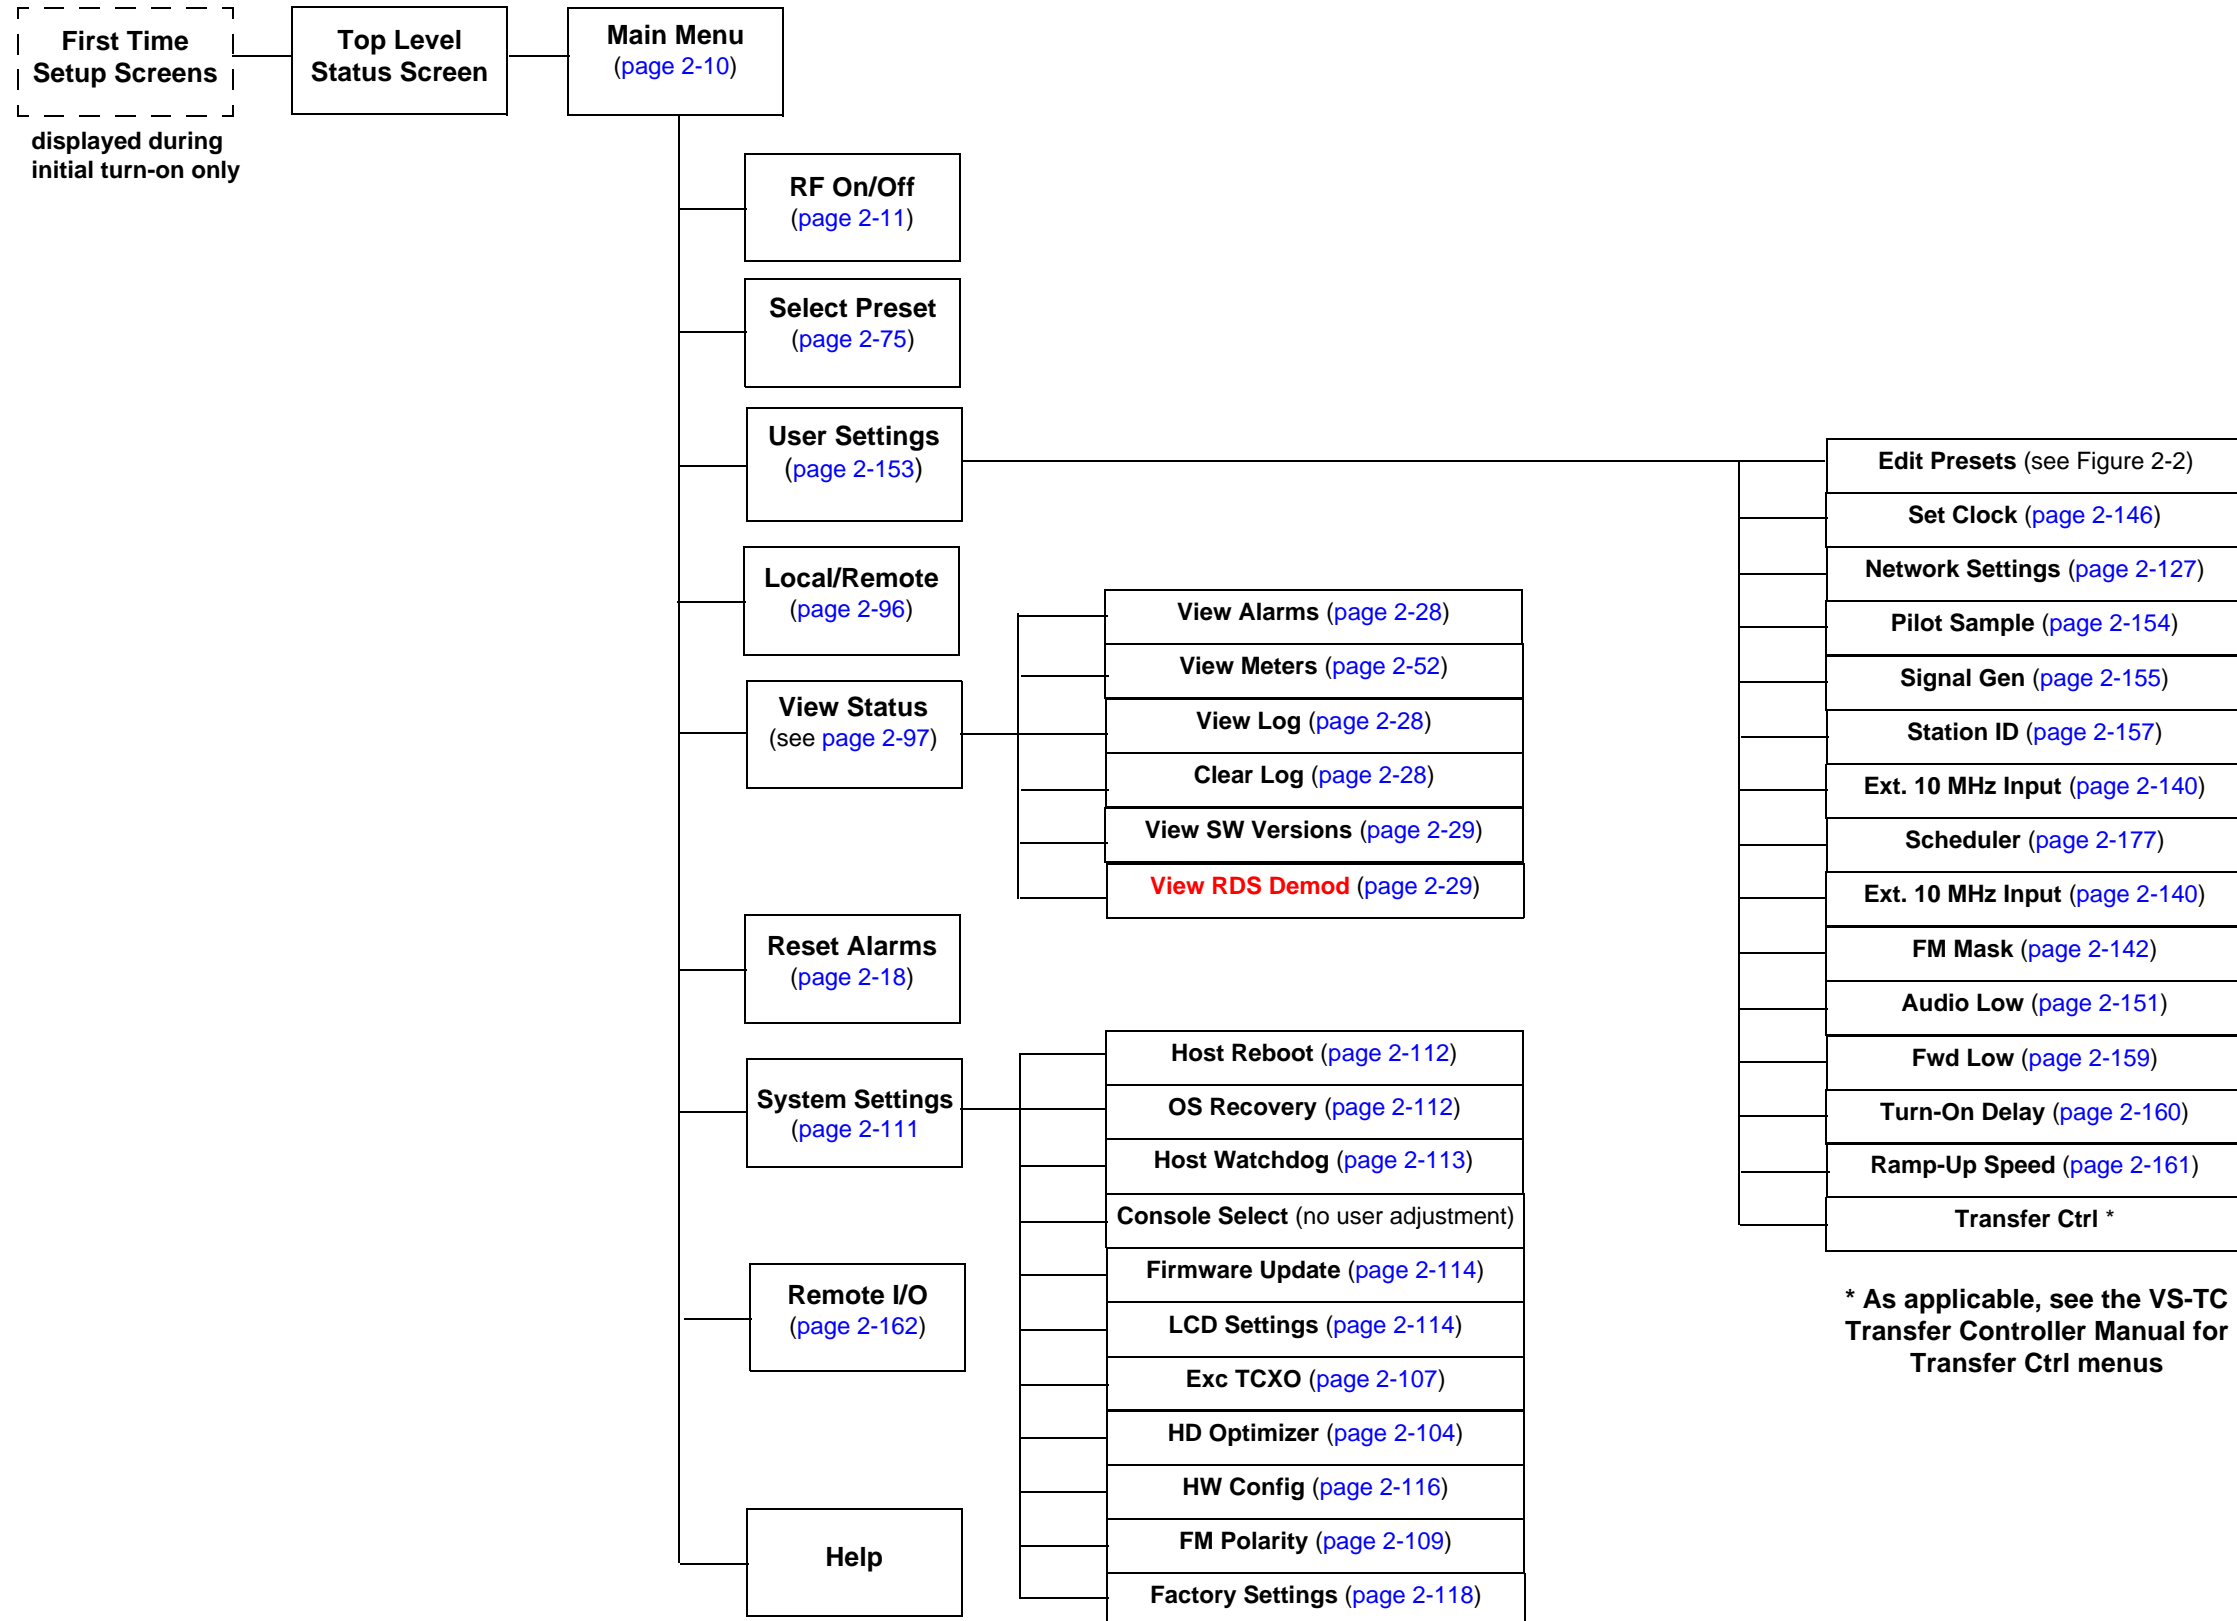 First Time
Setup Screens
displayed during
initial turn-on only
Top Level
Status Screen
Main Menu
(page 2-10)
RF On/Off
(page 2-11)
Select Preset
(page 2-75)
User Settings
(page 2-153)
Local/Remote
(page 2-96)
View Status
(see page 2-97)
Reset Alarms
(page 2-18)
System Settings
(page 2-111
Remote I/O
(page 2-162)
Help
View Alarms (page 2-28)
View Meters (page 2-52)
View Log (page 2-28)
Clear Log (page 2-28)
View SW Versions (page 2-29)
View RDS Demod (page 2-29)
Host Reboot (page 2-112)
OS Recovery (page 2-112)
Host Watchdog (page 2-113)
Console Select (no user adjustment)
Firmware Update (page 2-114)
LCD Settings (page 2-114)
Exc TCXO (page 2-107)
HD Optimizer (page 2-104)
HW Config (page 2-116)
FM Polarity (page 2-109)
Factory Settings (page 2-118)
Edit Presets (see Figure 2-2)
Set Clock (page 2-146)
Network Settings (page 2-127)
Pilot Sample (page 2-154)
Signal Gen (page 2-155)
Station ID (page 2-157)
Ext. 10 MHz Input (page 2-140)
Scheduler (page 2-177)
Ext. 10 MHz Input (page 2-140)
FM Mask (page 2-142)
Audio Low (page 2-151)
Fwd Low (page 2-159)
Turn-On Delay (page 2-160)
Ramp-Up Speed (page 2-161)
Transfer Ctrl *
* As applicable, see the VS-TC
Transfer Controller Manual for
Transfer Ctrl menus